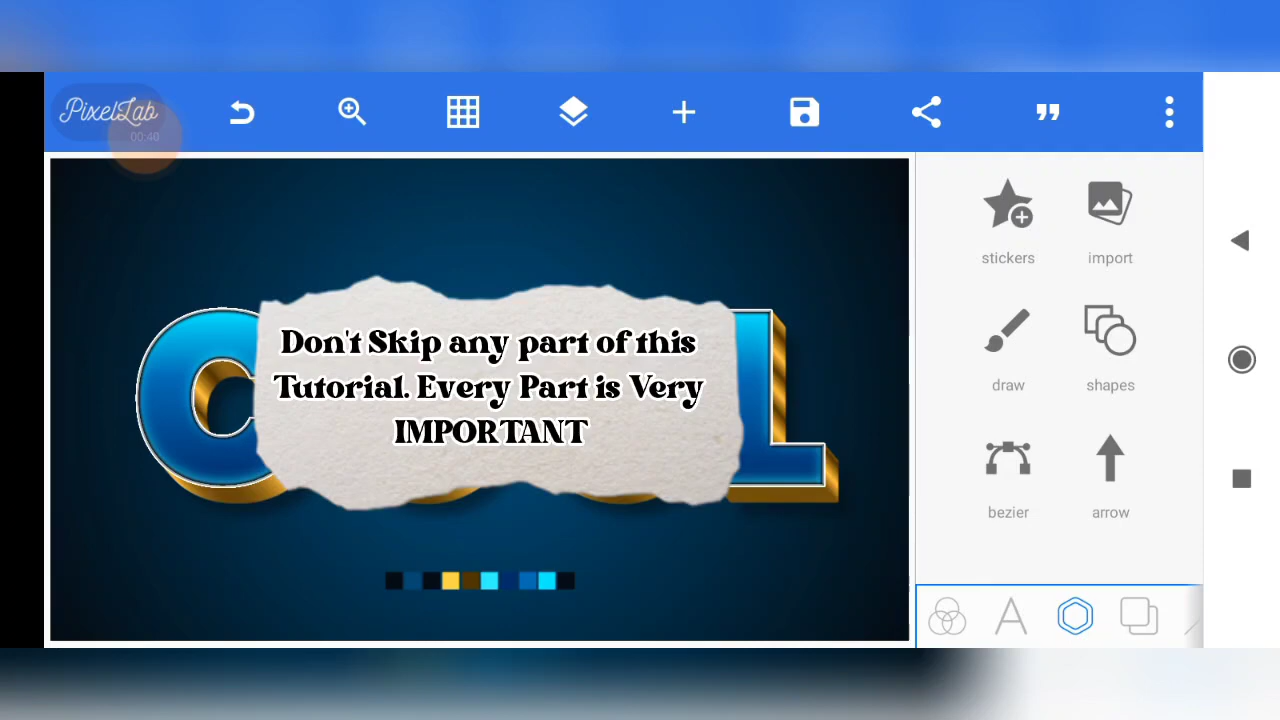 PixelLab
00:40
stickers
import
Don't Skip any part of this
Tutorial. Every Part is Very
IMPORTANT
C
L
draw
shapes
bezier
arrow